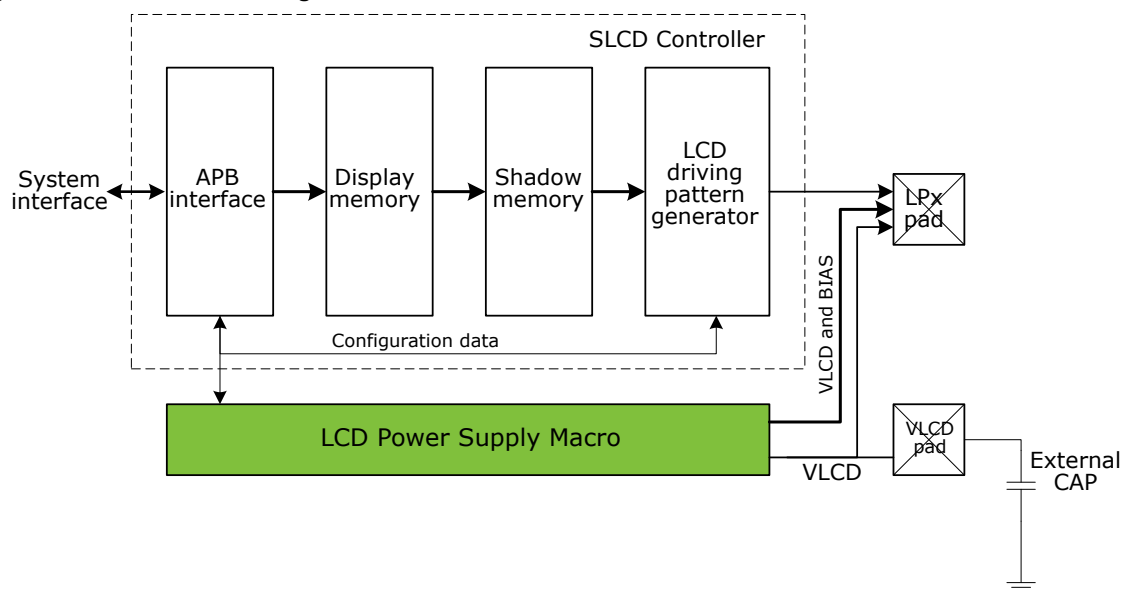 SLCD Controller
System
interface
APB
interface
Display
memory
Shadow
memory
LCD
driving
pattern
generator
LPx
pad
VLCD and BIAS
Configuration data
LCD Power Supply Macro
VLCD
pad
VLCD
External
CAP